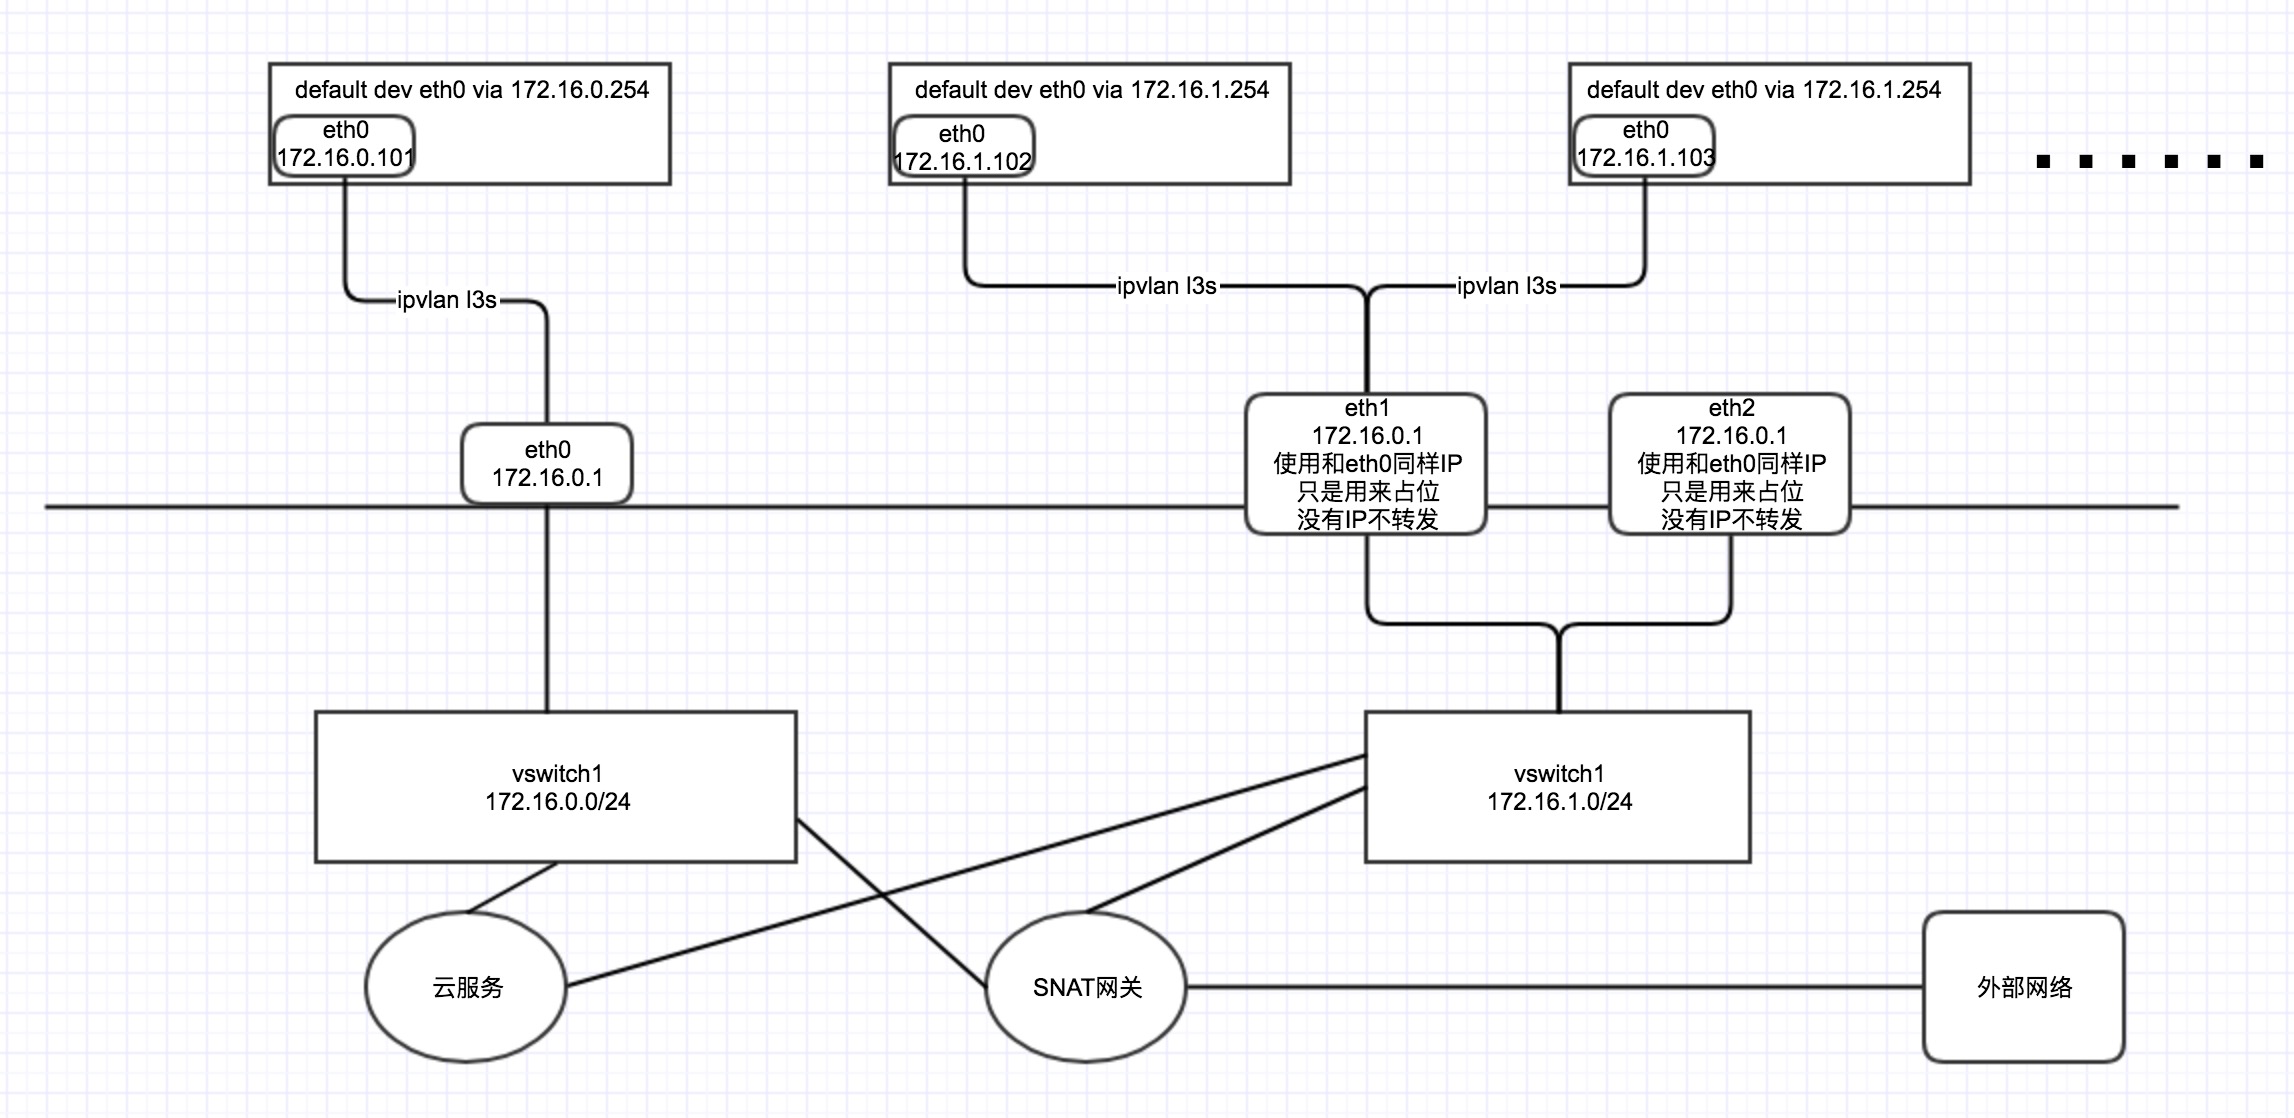 default dev eth0 via 172.16.0.254
eth0
172.16.0.101
default dev eth0 via 172.16.1.254
eth0
172.16.1.102
default dev eth0 via 172.16.1.254
eth0
172.16.1.103
ipvlan l3s
ipvlan l3s
ipvlan l3s
eth0
172.16.0.1
eth1
172.16.0.1
使用和eth0同样IP
只是用来占位
没有IP不转发
eth2
172.16.0.1
使用和eth0同样IP
只是用来占位
没有IP不转发
vswitch1
172.16.0.0/24
vswitch1
172.16.1.0/24
云服务
SNAT网关
外部网络